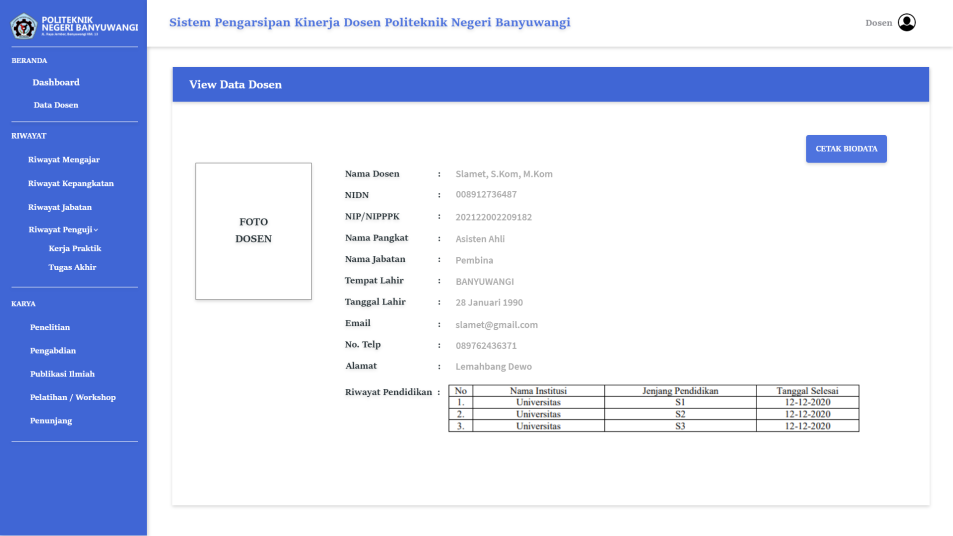 POLITEKNIK
NEGERI BANYUWANGI
Sistem Pengarsipan Kinerja Dosen Politeknik Negeri Banyuwangi
Dosen
BERANDA
Dashboard
Data Dosen
RIWAYAT
Riwayat Mengajar
Riwayat Kepangkatan
Riwayat Jabatan
Riwayat Penguji
Kerja Praktik
Tugas Akhir
KARYA
Penelitian
Pengabdian
Publikasi Ilmiah
Pelatihan / Workshop
Penunjang
View Data Dosen
CETAK BIODATA
FOTO
DOSEN
Nama Dosen : Slamet, S.Kom, M.Kom
NIDN : 008912736487
NIP/NIPPPK : 202122002209182
Nama Pangkat : Asisten Ahli
Nama Jabatan : Pembina
Tempat Lahir : BANYUWANGI
Tanggal Lahir : 28 Januari 1990
Email : slamet@gmail.com
No. Telp : 089762436371
Alamat : Lemahbang Dewo
Riwayat Pendidikan :
No Nama Institusi Jenjang Pendidikan Tanggal Selesai
1. Universitas S1 12-12-2020
2. Universitas S2 12-12-2020
3. Universitas S3 12-12-2020